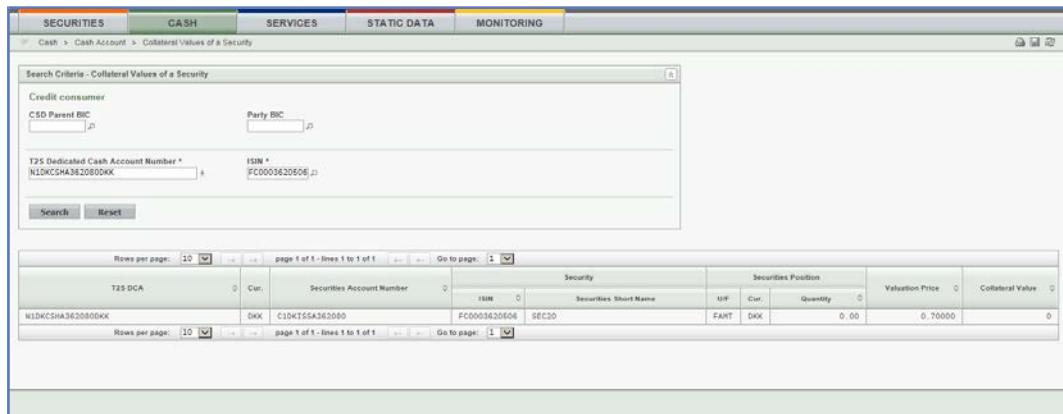 SECURITIES CASH SERVICES STATIC DATA MONITORING
Cash > Cash Account > Collateral Values of a Security
Search Criteria - Collateral Values of a Security
Credit consumer
CSD Parent BIC Party BIC
T2S Dedicated Cash Account Number * ISIN *
N1DKCSHA362080DKK FC0003620506
Search Reset
Rows per page: 10 page 1 of 1 - lines 1 to 1 of 1 Go to page: 1
Security Securities Position
T2S DCA Cur. Securities Account Number Valuation Price Collateral Value
ISIN Securities Short Name U/F Cur. Quantity
N1DKCSHA362080DKK DKK C1DKISSA362080 FC0003620506 SEC20 FAMT DKK 0.00 0.70000 0
Rows per page: 10 page 1 of 1 - lines 1 to 1 of 1 Go to page: 1